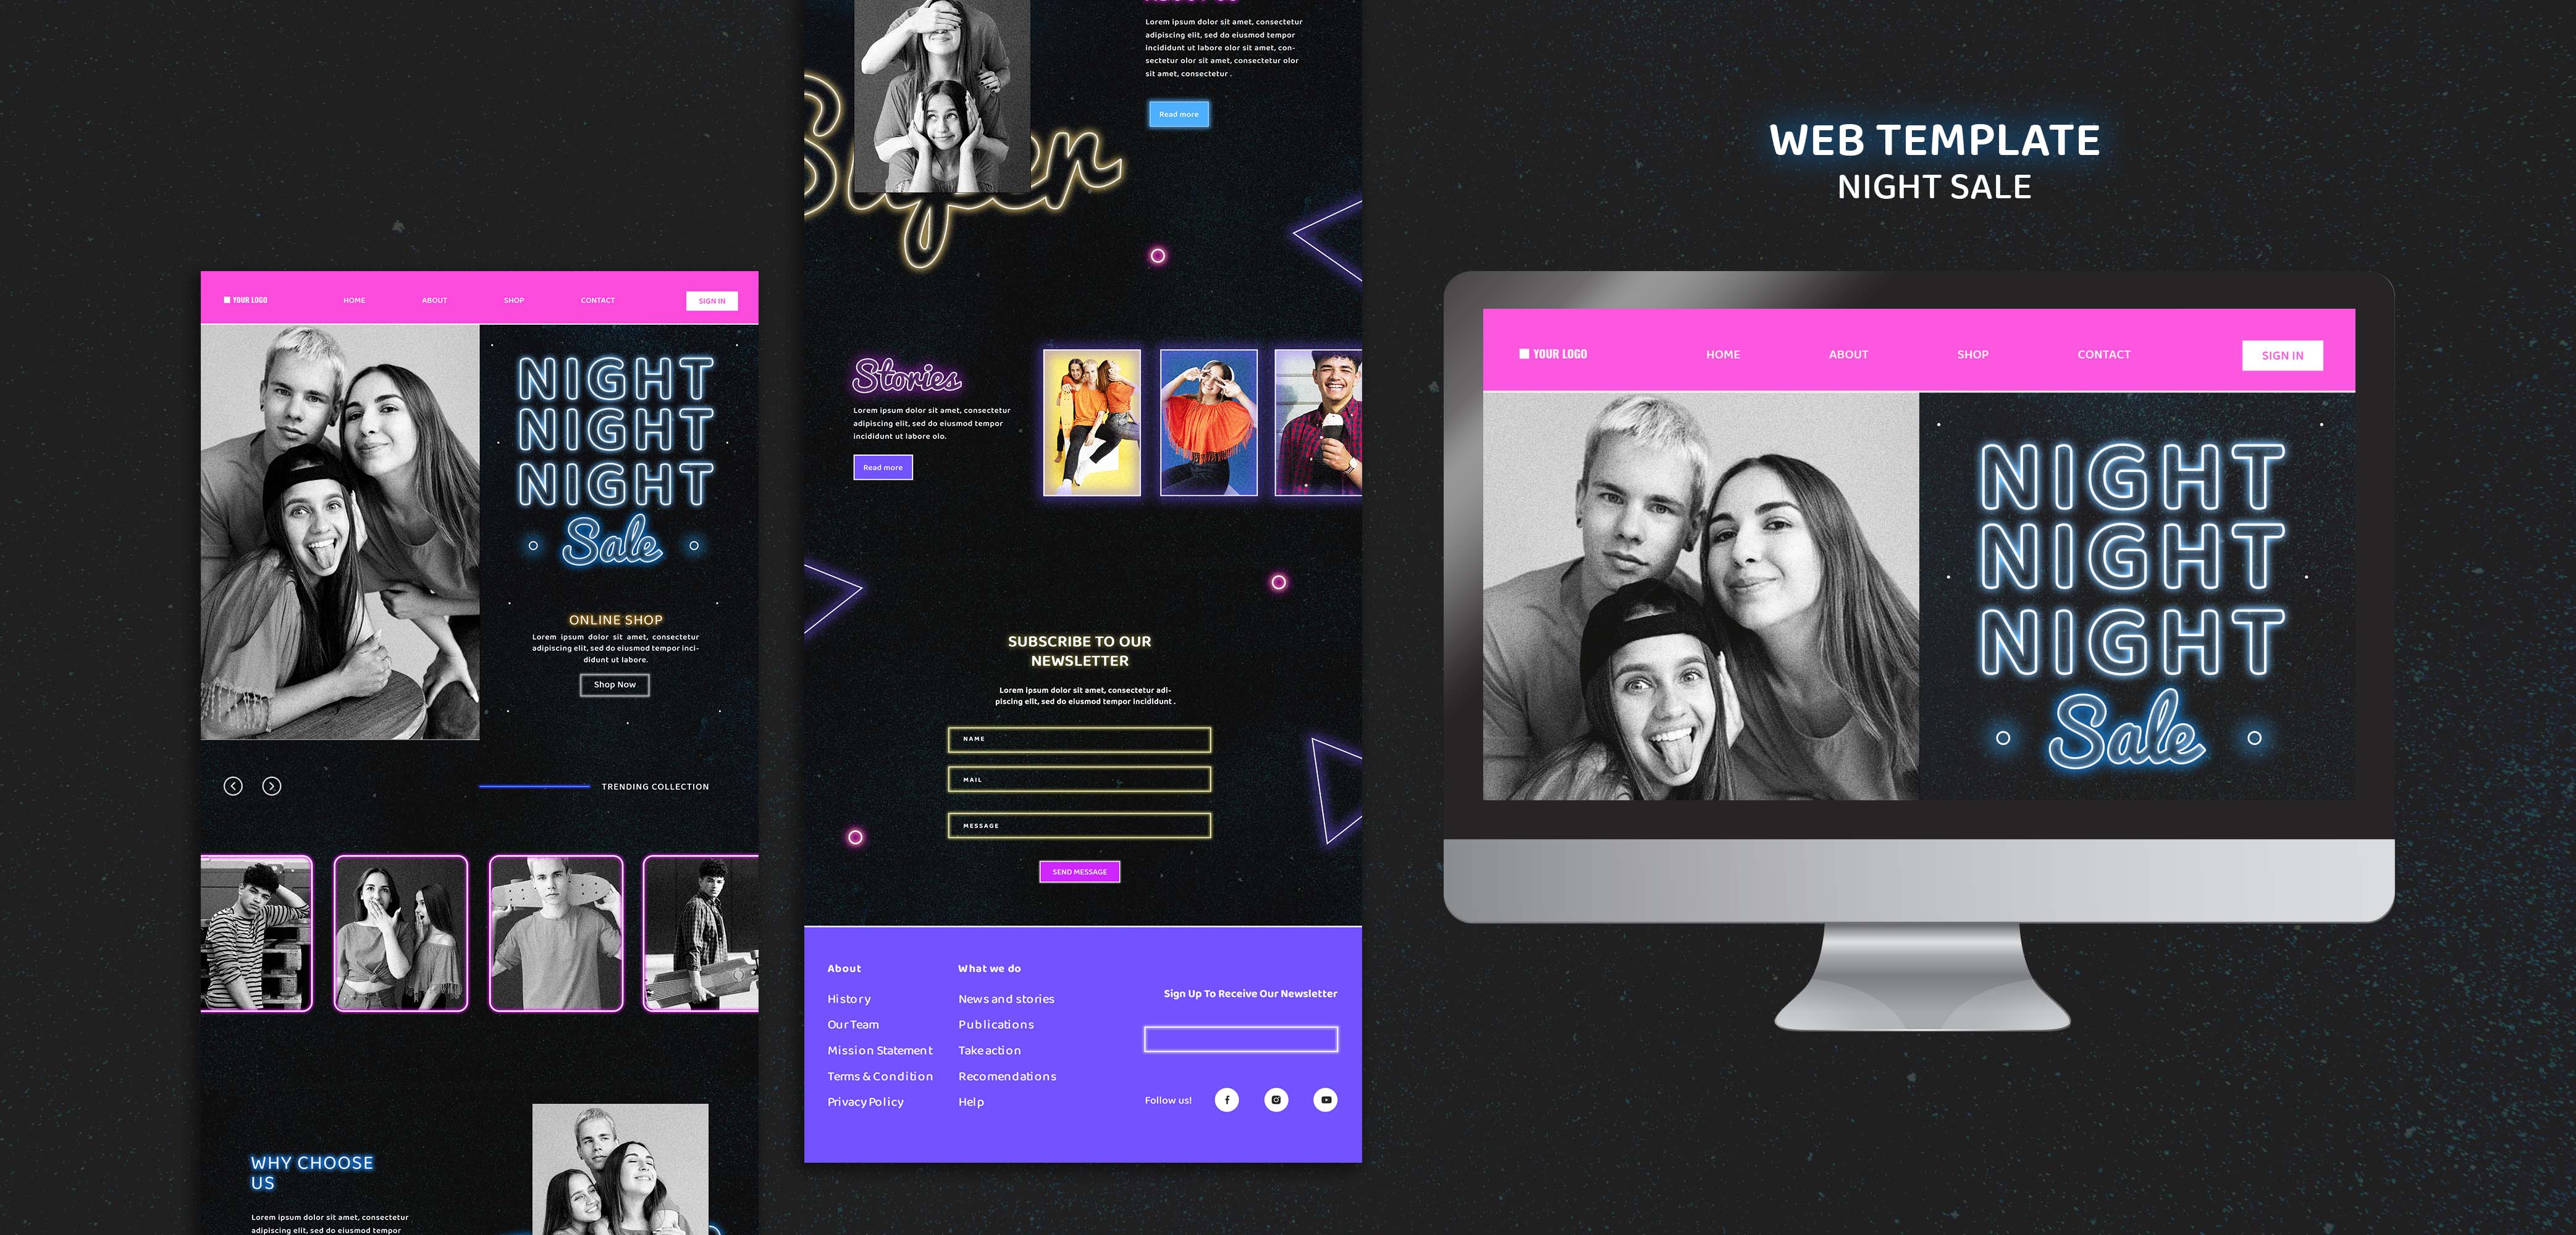 YOUR LOGO
HOME
ABOUT
SHOP
CONTACT
SIGN IN
NIGHT
NIGHT
NIGHT
Sale
ONLINE SHOP
Lorem ipsum dolor sit amet, consectetur
adipiscing elit, sed do eiusmod tempor inci-
didunt ut labore.
Shop Now
TRENDING COLLECTION
WHY CHOOSE
US
Lorem ipsum dolor sit amet, consectetur
adipiscing elit, sed do eiusmod tempor
Lorem ipsum dolor sit amet, consectetur
adipiscing elit, sed do eiusmod tempor
incididunt ut labore olor sit amet, con-
sectetur olor sit amet, consectetur olor
sit amet, consectetur .
Read more
Super
Stories
Lorem ipsum dolor sit amet, consectetur
adipiscing elit, sed do eiusmod tempor
incididunt ut labore olo.
Read more
SUBSCRIBE TO OUR
NEWSLETTER
Lorem ipsum dolor sit amet, consectetur adi-
piscing elit, sed do eiusmod tempor incididunt .
NAME
MAIL
MESSAGE
SEND MESSAGE
About
History
Our Team
Mission Statement
Terms & Condition
Privacy Policy
What we do
News and stories
Publications
Take action
Recomendations
Help
Sign Up To Receive Our Newsletter
Follow us!
WEB TEMPLATE
NIGHT SALE
YOUR LOGO
HOME
ABOUT
SHOP
CONTACT
SIGN IN
NIGHT
NIGHT
NIGHT
Sale